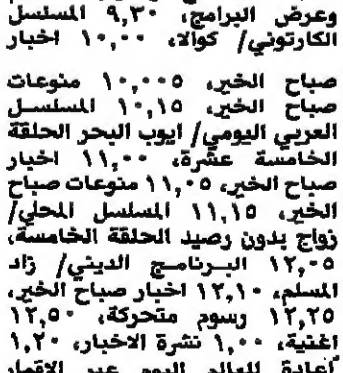 وعرض البرامج، ٩,٣٠ المسلسل
الكارتوني/ كوالا، ١٠,٠٠ اخبار
صباح الخير، ١٠,٠٠٥ منوعات
صباح الخير، ١٠,١٥ المسلسل
العربي اليومي/ ايوب البحر الحلقة
الخامسة عشرة، ١١,٠٠ اخبار
صباح الخير، ١١,٠٥ منوعات صباح
الخير، ١١,١٥ المسلسل المحلي/
زواج بدون رصيد الحلقة الخامسة،
١٢,٠٥ البرنامج الديني/ زاد
المسلم، ١٢,١٠ اخبار صباح الخير،
١٢,٢٥ رسوم متحركة، ١٢,٥٠
اغنية، ١,٠٠ نشرة الاخبار، ١,٢٠
اعادة للعالم اليوم عبر الاقمار